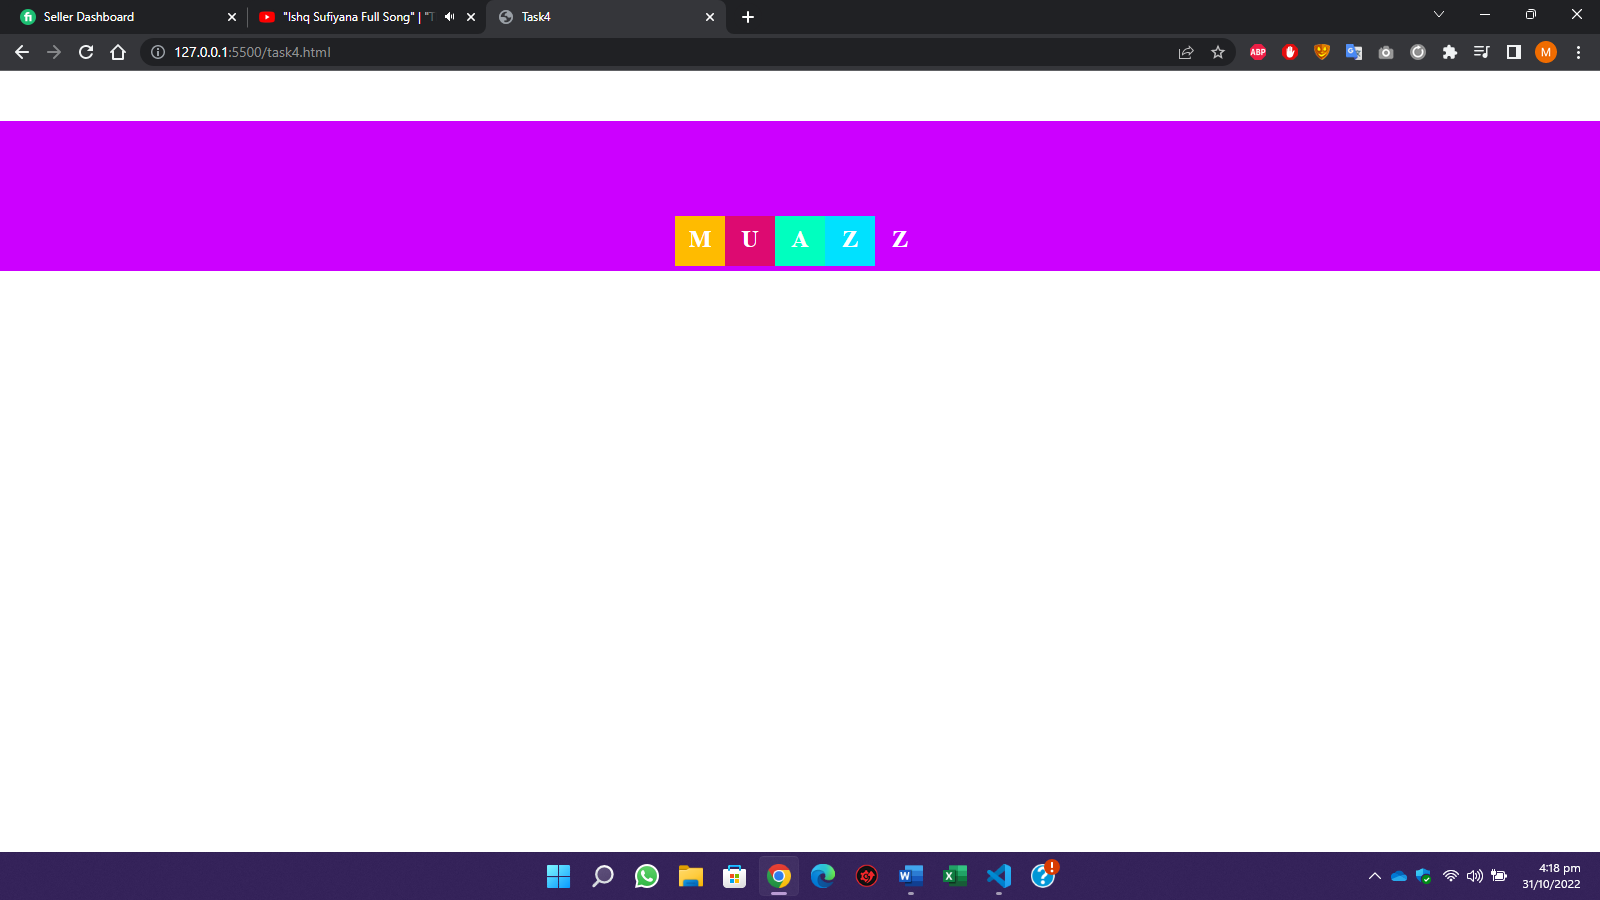 Seller Dashboard
"Ishq Sufiyana Full Song" | "T
Task4
127.0.0.1:5500/task4.html
ABP
G
M
M U A Z Z
W
X
?
!
4:18 pm
31/10/2022